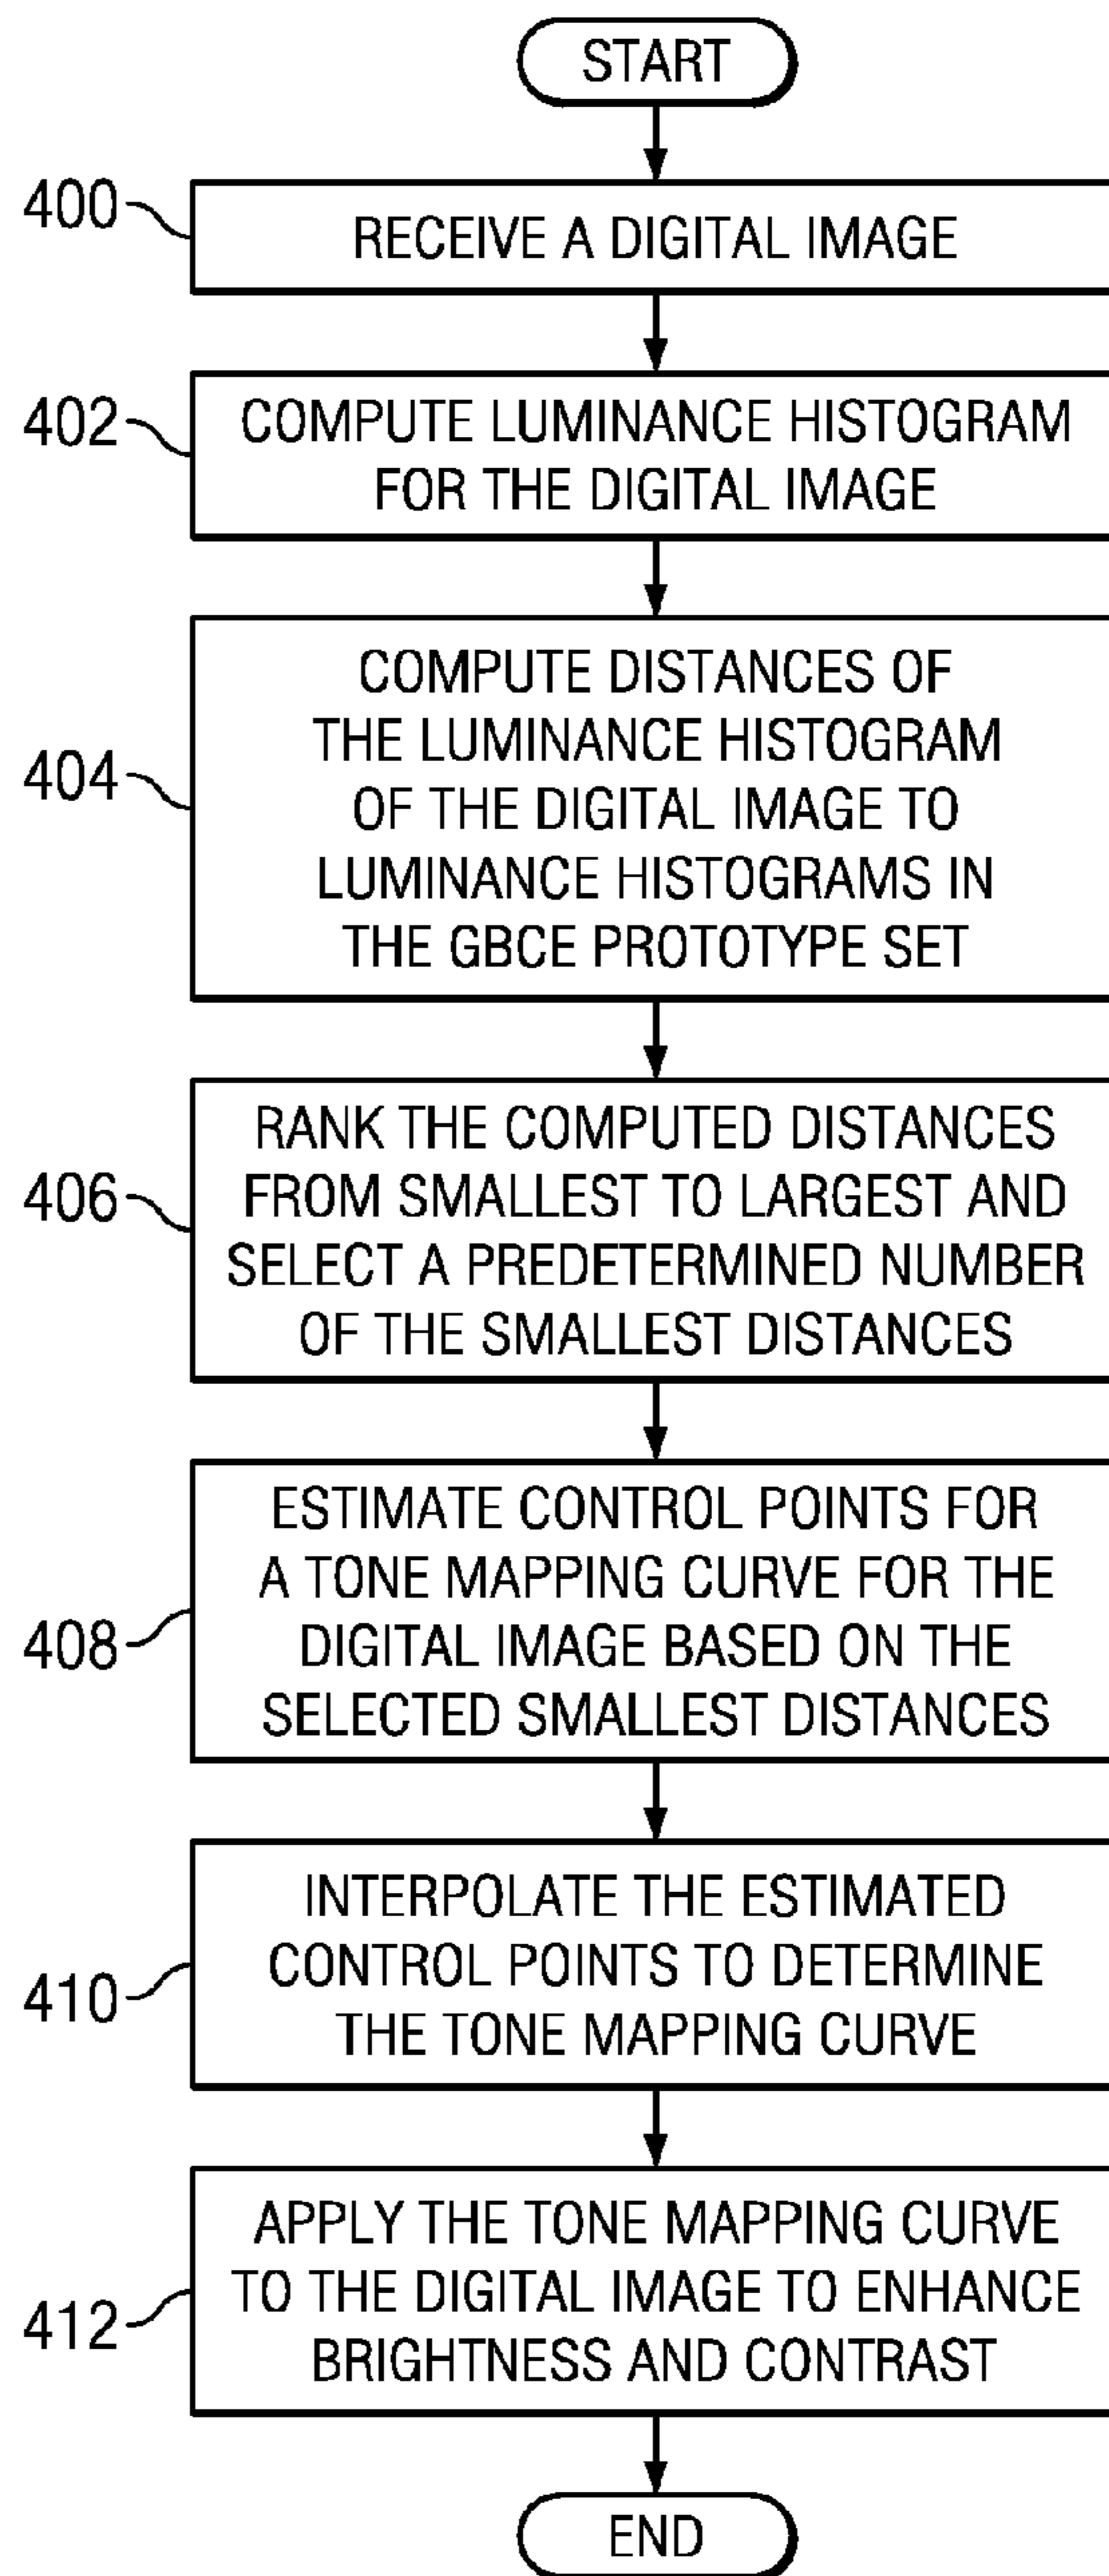 START
400
RECEIVE A DIGITAL IMAGE
402
COMPUTE LUMINANCE HISTOGRAM
FOR THE DIGITAL IMAGE
404
COMPUTE DISTANCES OF
THE LUMINANCE HISTOGRAM
OF THE DIGITAL IMAGE TO
LUMINANCE HISTOGRAMS IN
THE GBCE PROTOTYPE SET
406
RANK THE COMPUTED DISTANCES
FROM SMALLEST TO LARGEST AND
SELECT A PREDETERMINED NUMBER
OF THE SMALLEST DISTANCES
408
ESTIMATE CONTROL POINTS FOR
A TONE MAPPING CURVE FOR THE
DIGITAL IMAGE BASED ON THE
SELECTED SMALLEST DISTANCES
410
INTERPOLATE THE ESTIMATED
CONTROL POINTS TO DETERMINE
THE TONE MAPPING CURVE
412
APPLY THE TONE MAPPING CURVE
TO THE DIGITAL IMAGE TO ENHANCE
BRIGHTNESS AND CONTRAST
END